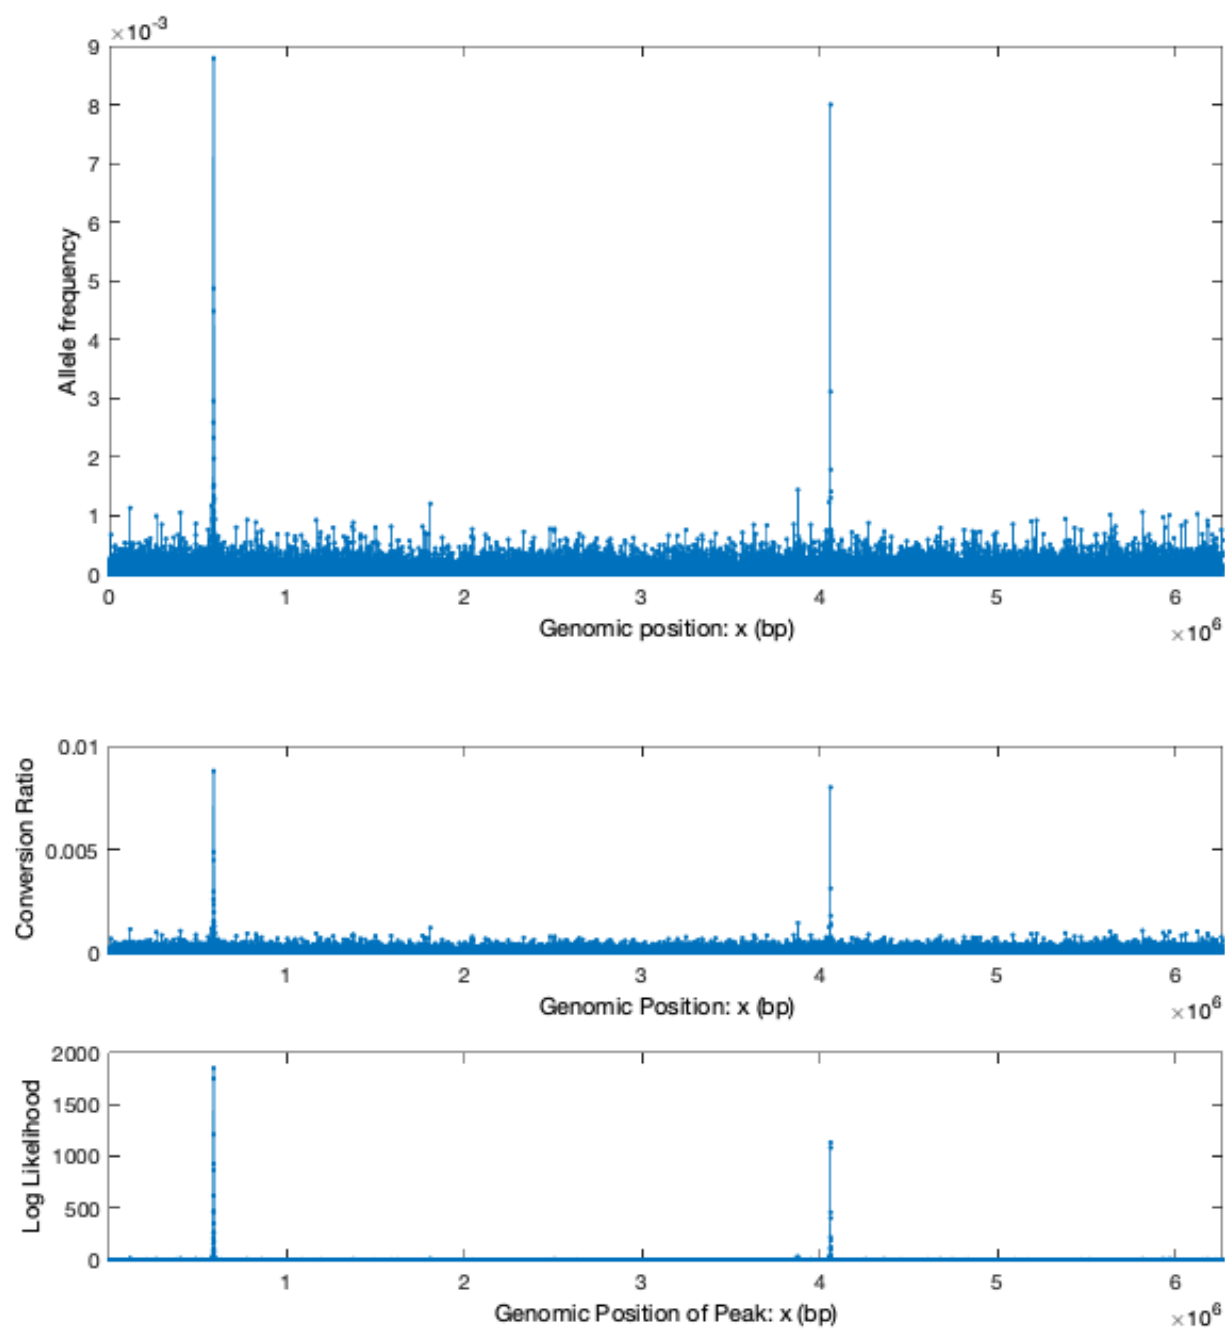 ×10⁻³
9
8
7
6
5
4
3
2
1
0
Allele frequency
0 1 2 3 4 5 6
Genomic position: x (bp)
×10⁶
0.01
0.005
0
Conversion Ratio
1 2 3 4 5 6
Genomic Position: x (bp)
×10⁶
2000
1500
1000
500
0
Log Likelihood
1 2 3 4 5 6
Genomic Position of Peak: x (bp)
×10⁶